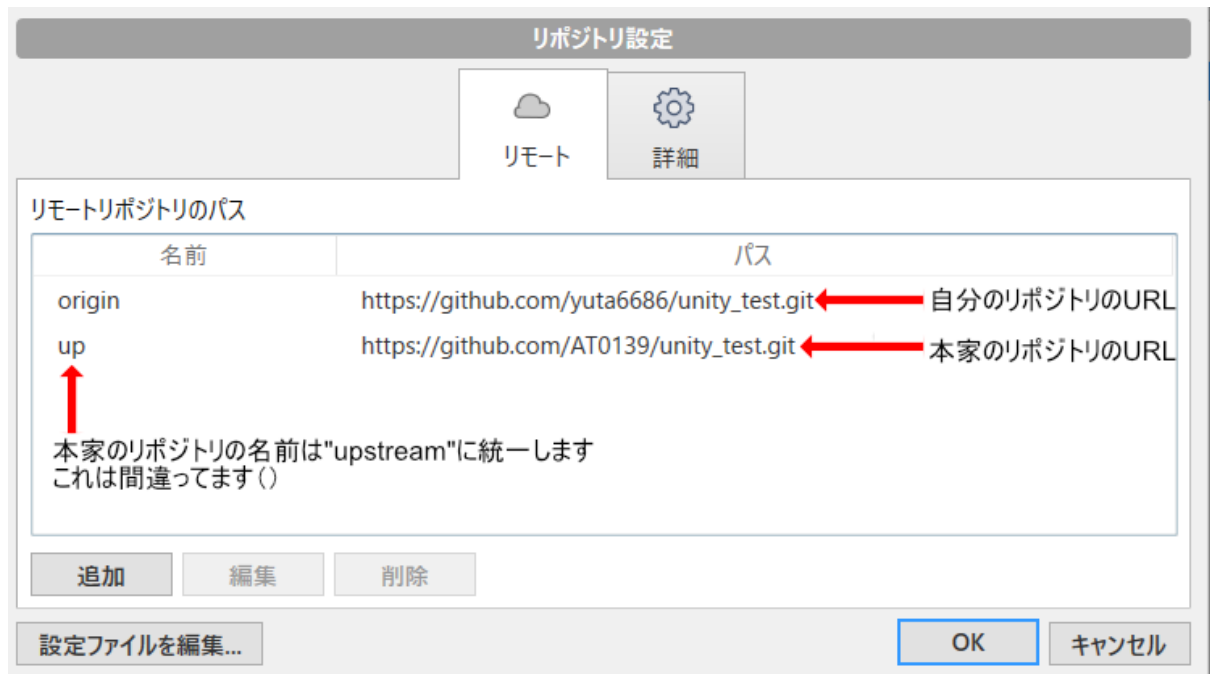 リポジトリ設定
リモート
詳細
リモートリポジトリのパス
名前 パス
origin https://github.com/yuta6686/unity_test.git 自分のリポジトリのURL
up https://github.com/AT0139/unity_test.git 本家のリポジトリのURL
本家のリポジトリの名前は"upstream"に統一します
これは間違ってます()
追加 編集 削除
設定ファイルを編集... OK キャンセル